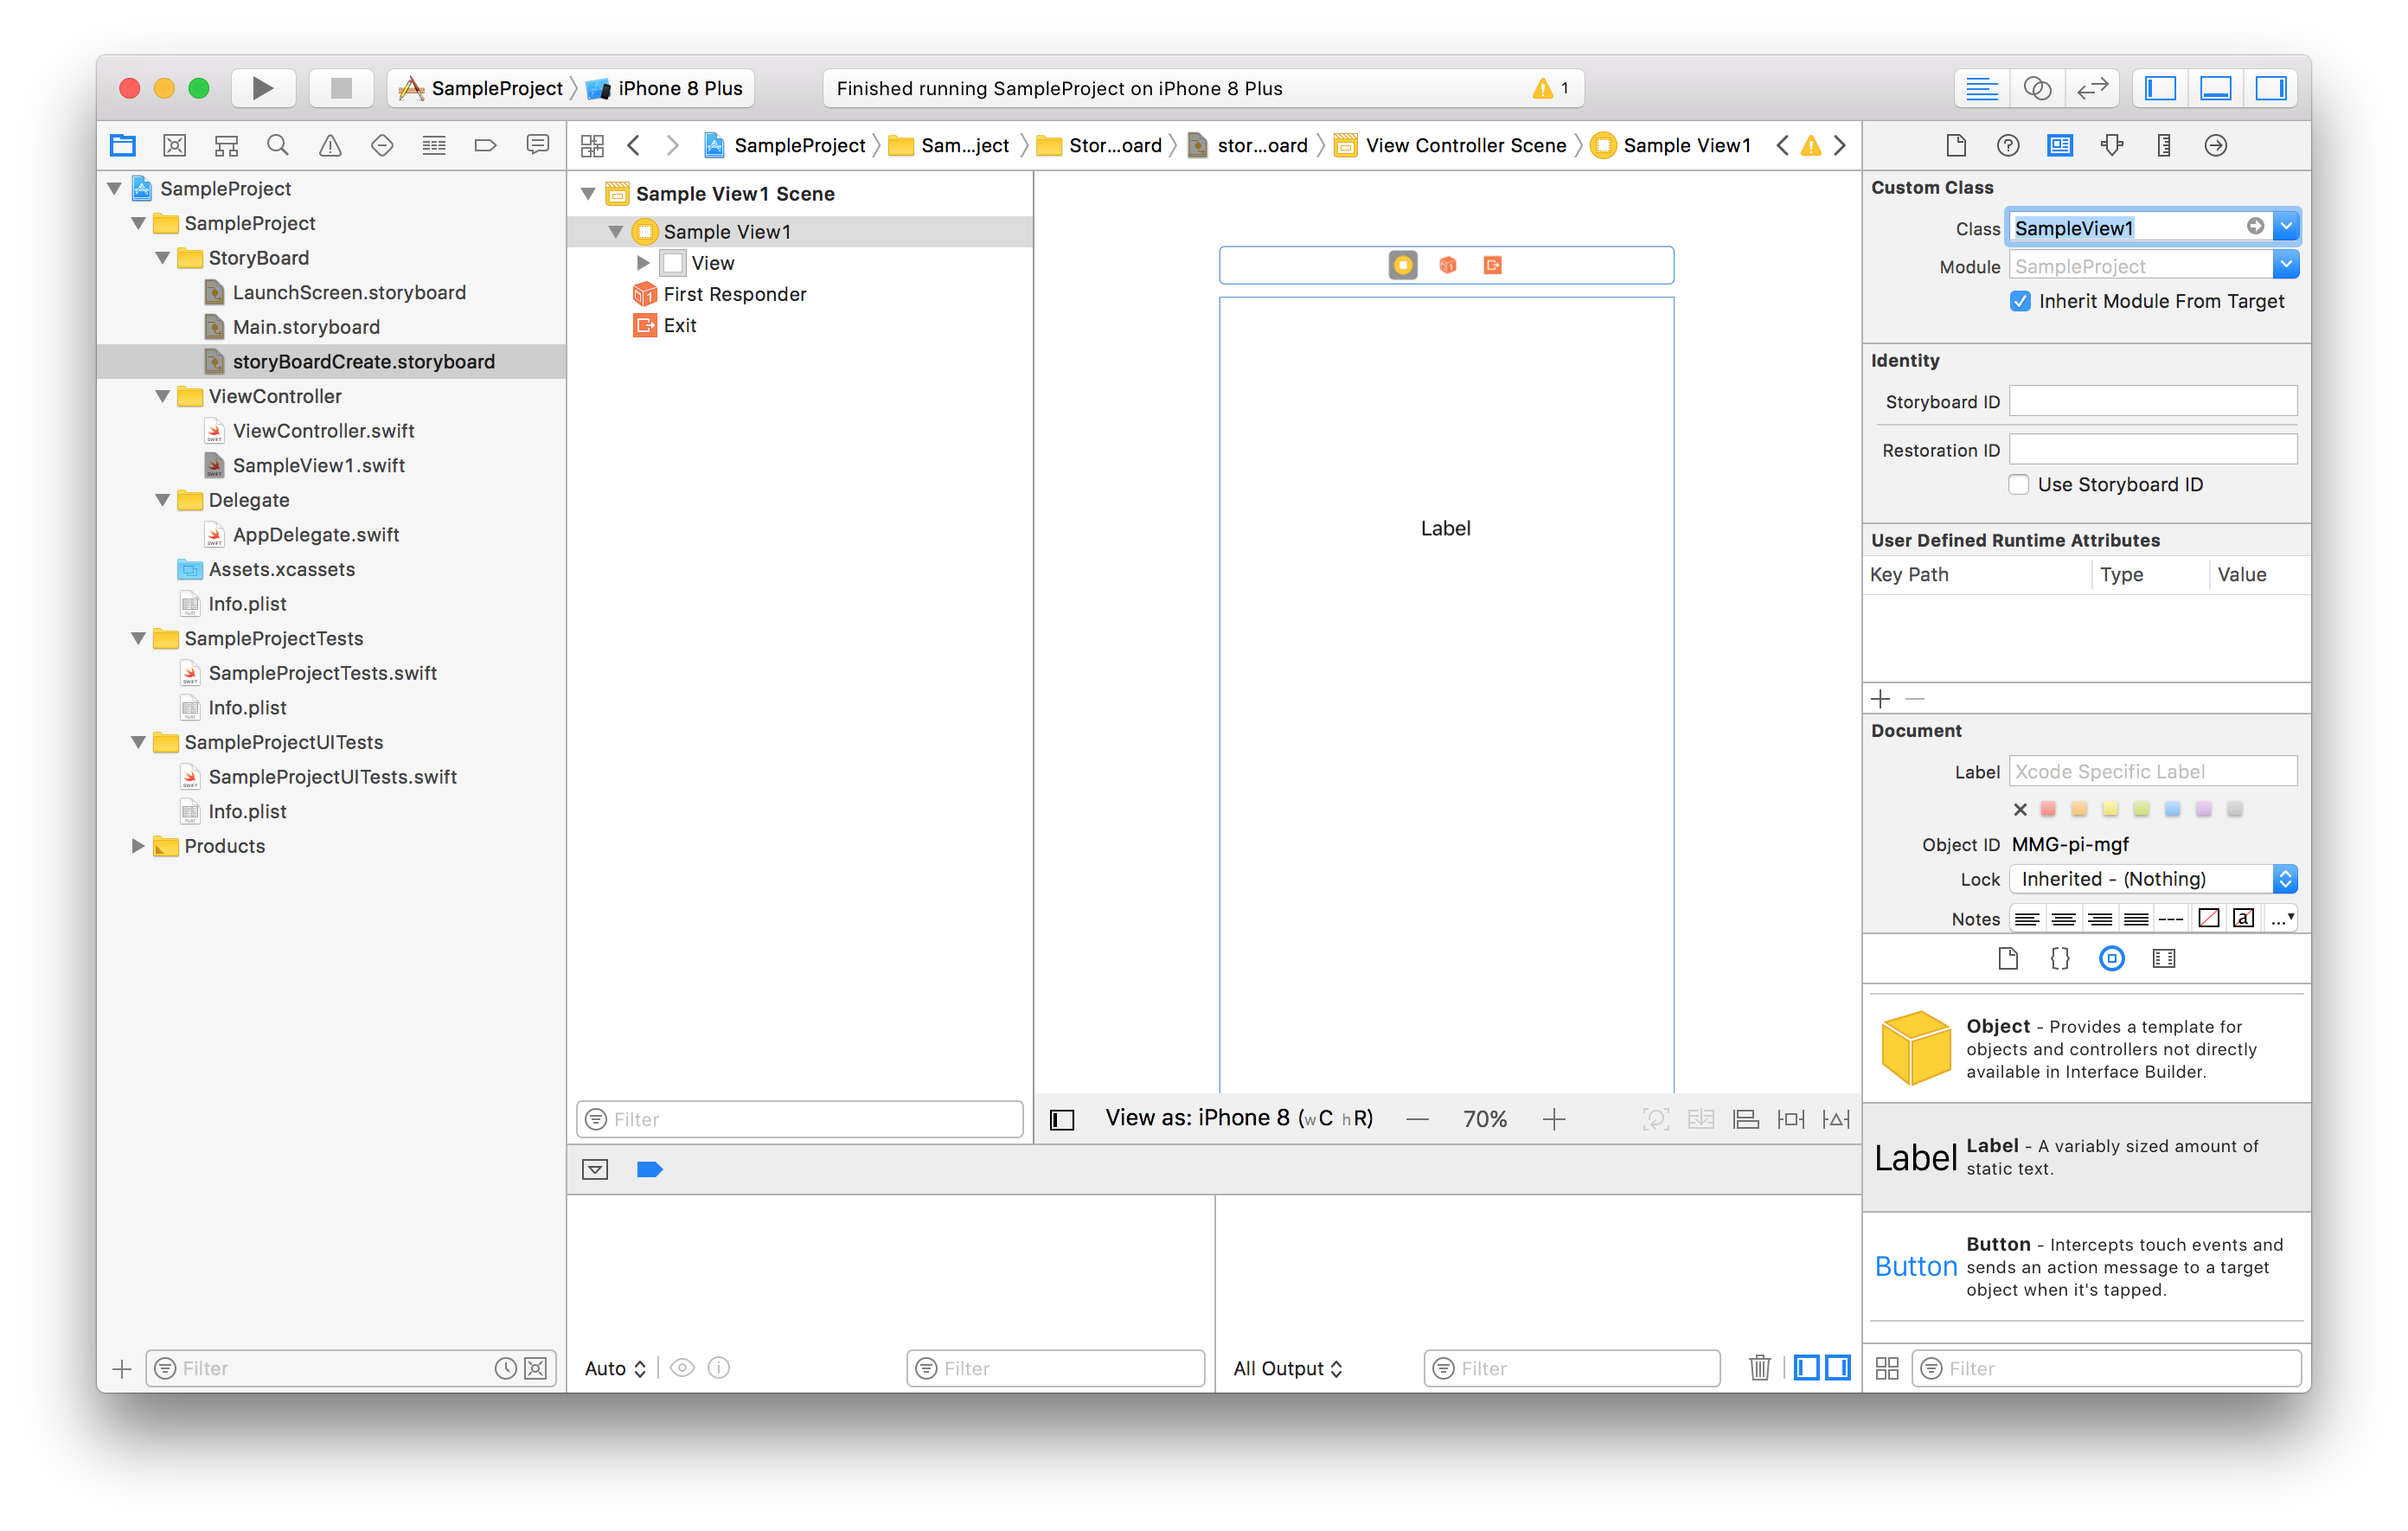 SampleProject
iPhone 8 Plus
Finished running SampleProject on iPhone 8 Plus
1
SampleProject
Sam...ject
Stor...oard
stor...oard
View Controller Scene
Sample View1
SampleProject
SampleProject
StoryBoard
LaunchScreen.storyboard
Main.storyboard
storyBoardCreate.storyboard
ViewController
ViewController.swift
SampleView1.swift
Delegate
AppDelegate.swift
Assets.xcassets
Info.plist
SampleProjectTests
SampleProjectTests.swift
Info.plist
SampleProjectUITests
SampleProjectUITests.swift
Info.plist
Products
Filter
Sample View1 Scene
Sample View1
View
First Responder
Exit
Filter
Label
View as: iPhone 8 (wC hR)
70%
Auto
Filter
All Output
Filter
Custom Class
Class
SampleView1
Module
SampleProject
Inherit Module From Target
Identity
Storyboard ID
Restoration ID
Use Storyboard ID
User Defined Runtime Attributes
Key Path
Type
Value
Document
Label
Xcode Specific Label
Object ID
MMG-pi-mgf
Lock
Inherited - (Nothing)
Notes
Object - Provides a template for
objects and controllers not directly
available in Interface Builder.
Label
Label - A variably sized amount of
static text.
Button
Button - Intercepts touch events and
sends an action message to a target
object when it's tapped.
Filter